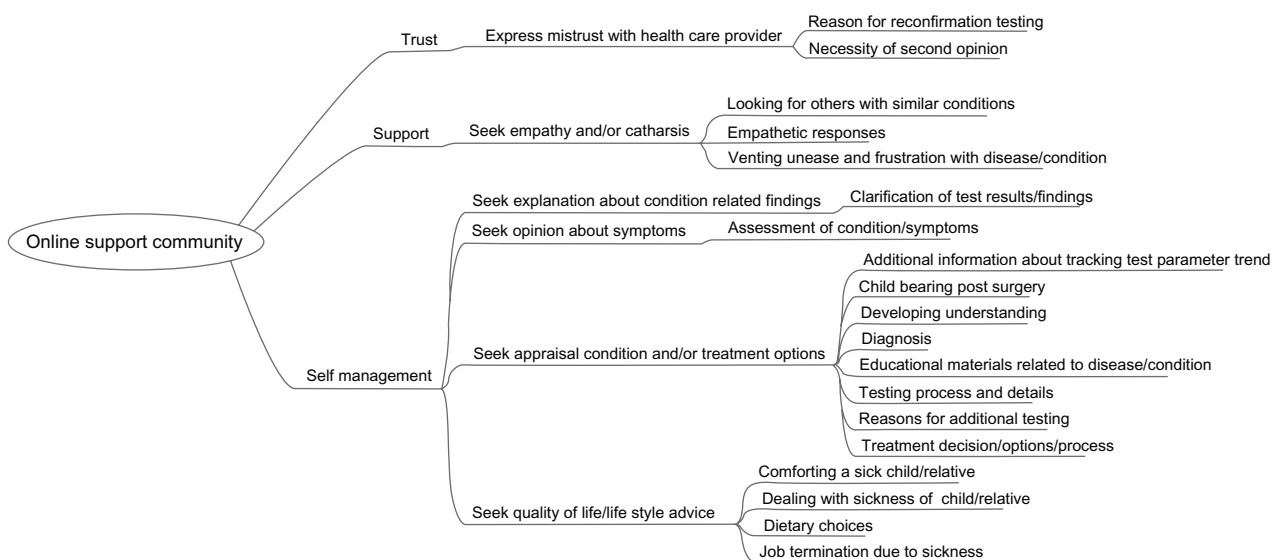 Online support community
Trust
Express mistrust with health care provider
Reason for reconfirmation testing
Necessity of second opinion
Support
Seek empathy and/or catharsis
Looking for others with similar conditions
Empathetic responses
Venting unease and frustration with disease/condition
Self management
Seek explanation about condition related findings
Clarification of test results/findings
Seek opinion about symptoms
Assessment of condition/symptoms
Seek appraisal condition and/or treatment options
Additional information about tracking test parameter trend
Child bearing post surgery
Developing understanding
Diagnosis
Educational materials related to disease/condition
Testing process and details
Reasons for additional testing
Treatment decision/options/process
Seek quality of life/life style advice
Comforting a sick child/relative
Dealing with sickness of child/relative
Dietary choices
Job termination due to sickness